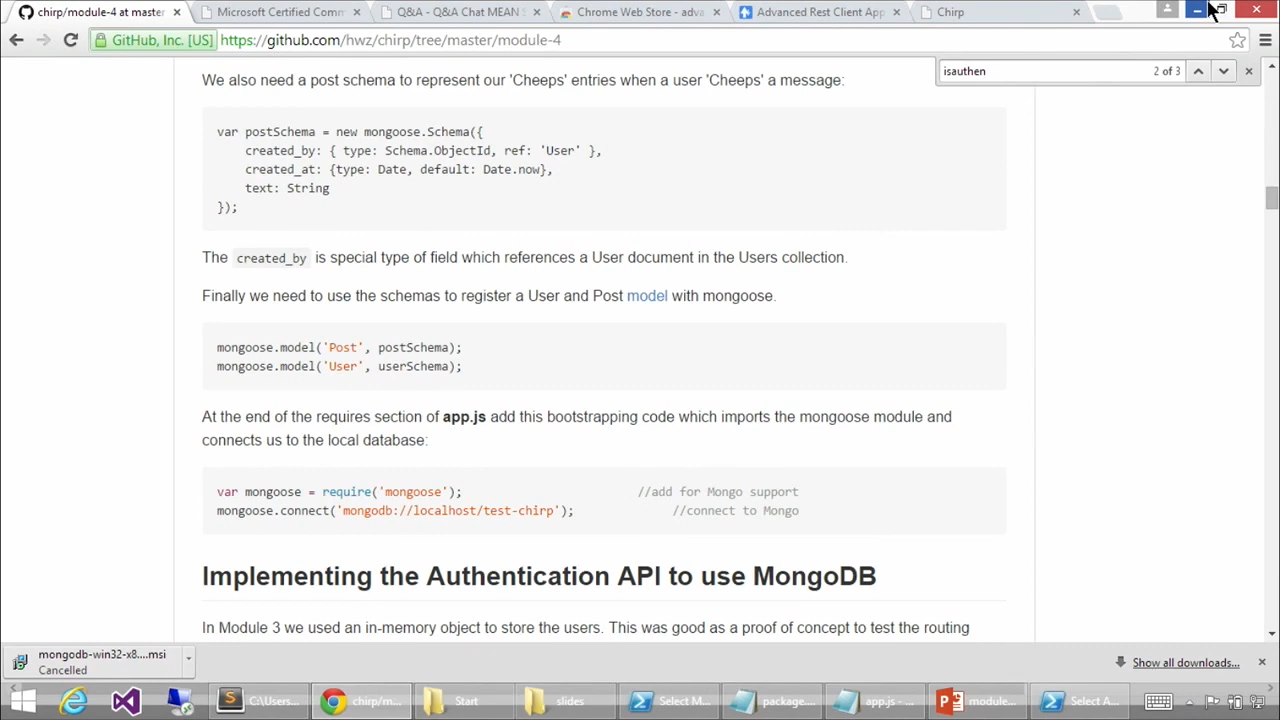 chirp/module-4 at master
Microsoft Certified Comm
Q&A - Q&A Chat MEAN S
Chrome Web Store - adva
Advanced Rest Client App
Chirp
GitHub, Inc. [US]
https://github.com/hwz/chirp/tree/master/module-4
isauthen
2 of 3
We also need a post schema to represent our 'Cheeps' entries when a user 'Cheeps' a message:
var postSchema = new mongoose.Schema({
created_by: { type: Schema.ObjectId, ref: 'User' },
created_at: {type: Date, default: Date.now},
text: String
});
The created_by is special type of field which references a User document in the Users collection.
Finally we need to use the schemas to register a User and Post model with mongoose.
mongoose.model('Post', postSchema);
mongoose.model('User', userSchema);
At the end of the requires section of app.js add this bootstrapping code which imports the mongoose module and
connects us to the local database:
var mongoose = require('mongoose'); //add for Mongo support
mongoose.connect('mongodb://localhost/test-chirp'); //connect to Mongo
Implementing the Authentication API to use MongoDB
In Module 3 we used an in-memory object to store the users. This was good as a proof of concept to test the routing
mongodb-win32-x8....msi
Cancelled
Show all downloads...
C:\Users...
chirp/m...
Start
slides
Select M...
package....
app.js - ...
module...
Select A...